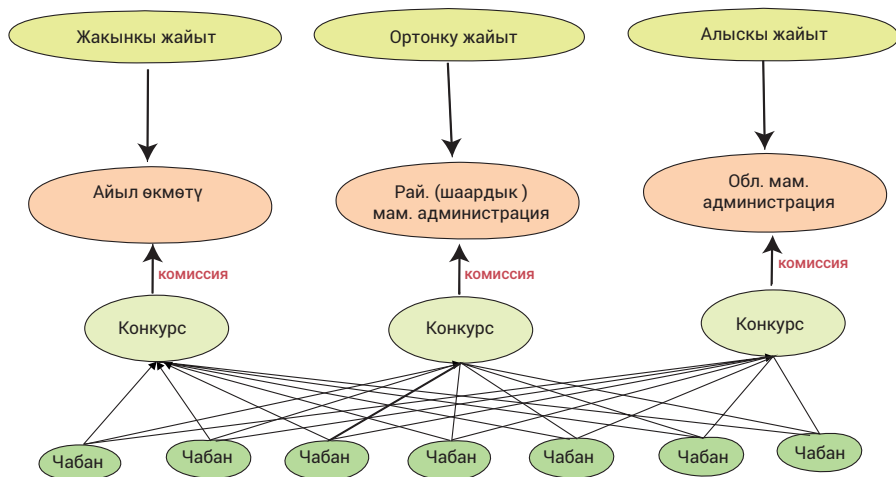 Жакынкы жайыт
Ортонку жайыт
Алыскы жайыт
Айыл өкмөтү
Рай. (шаардык )
мам. администрация
Обл. мам.
администрация
комиссия
комиссия
комиссия
Конкурс
Конкурс
Конкурс
Чабан
Чабан
Чабан
Чабан
Чабан
Чабан
Чабан